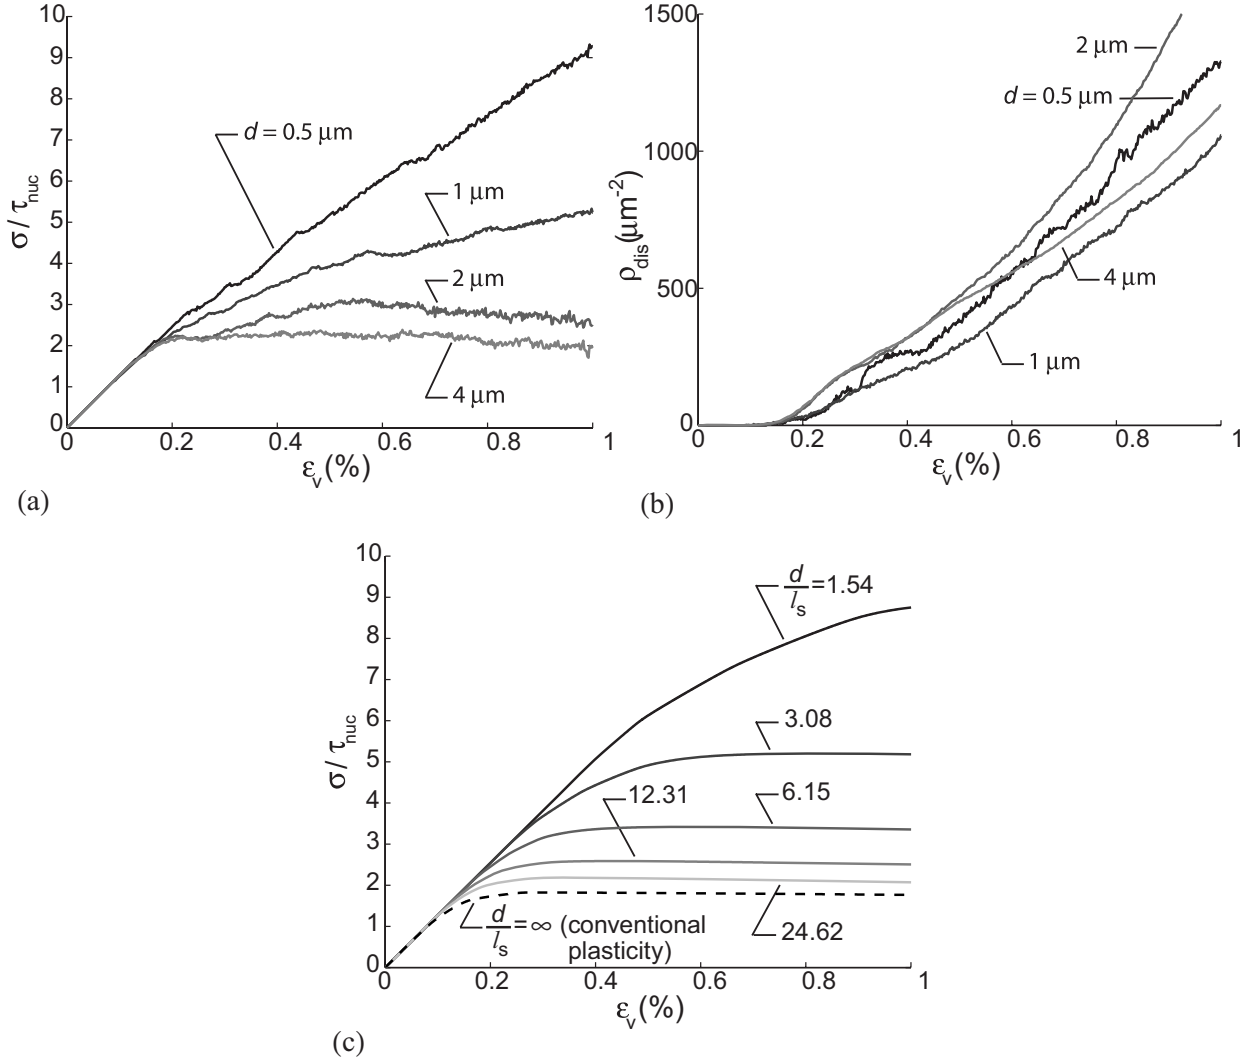 10
9
8
7
6
5
4
3
2
1
0
σ/τnuc
d = 0.5 μm
1 μm
2 μm
4 μm
0 0.2 0.4 0.6 0.8 1
εv(%)
(a)
1500
1000
500
0
ρdis(μm-2)
2 μm
d = 0.5 μm
4 μm
1 μm
0 0.2 0.4 0.6 0.8 1
εv(%)
(b)
10
9
8
7
6
5
4
3
2
1
0
σ/τnuc
d/ls=1.54
3.08
12.31
6.15
d/ls=∞ (conventional
plasticity)
24.62
0 0.2 0.4 0.6 0.8 1
εv(%)
(c)